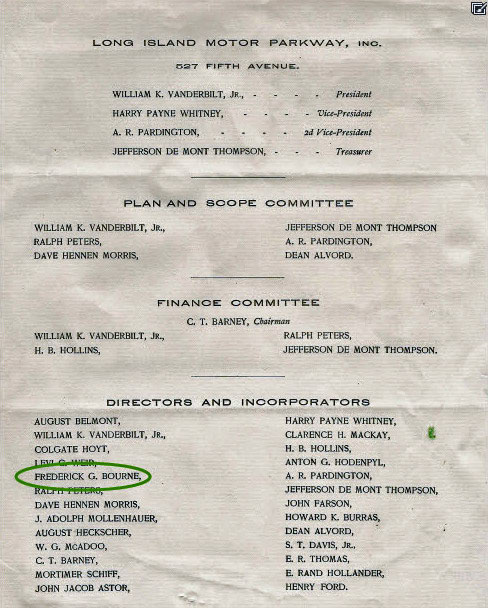 LONG ISLAND MOTOR PARKWAY, INC.
527 FIFTH AVENUE.
WILLIAM K. VANDERBILT, JR., - - - - President
HARRY PAYNE WHITNEY, - - - - Vice-President
A. R. PARDINGTON, - - - - 2d Vice-President
JEFFERSON DE MONT THOMPSON, - - - Treasurer
PLAN AND SCOPE COMMITTEE
WILLIAM K. VANDERBILT, JR.,
RALPH PETERS,
DAVE HENNEN MORRIS,
JEFFERSON DE MONT THOMPSON
A. R. PARDINGTON,
DEAN ALVORD.
FINANCE COMMITTEE
C. T. BARNEY, Chairman
WILLIAM K. VANDERBILT, JR.,
H. B. HOLLINS,
RALPH PETERS,
JEFFERSON DE MONT THOMPSON.
DIRECTORS AND INCORPORATORS
AUGUST BELMONT,
WILLIAM K. VANDERBILT, JR.,
COLGATE HOYT,
LEVI C. WEIR,
FREDERICK G. BOURNE,
RALPH PETERS,
DAVE HENNEN MORRIS,
J. ADOLPH MOLLENHAUER,
AUGUST HECKSCHER,
W. G. McADOO,
C. T. BARNEY,
MORTIMER SCHIFF,
JOHN JACOB ASTOR,
HARRY PAYNE WHITNEY,
CLARENCE H. MACKAY,
H. B. HOLLINS,
ANTON G. HODENPYL,
A. R. PARDINGTON,
JEFFERSON DE MONT THOMPSON,
JOHN FARSON,
HOWARD K. BURRAS,
DEAN ALVORD,
S. T. DAVIS, JR.,
E. R. THOMAS,
E. RAND HOLLANDER,
HENRY FORD.